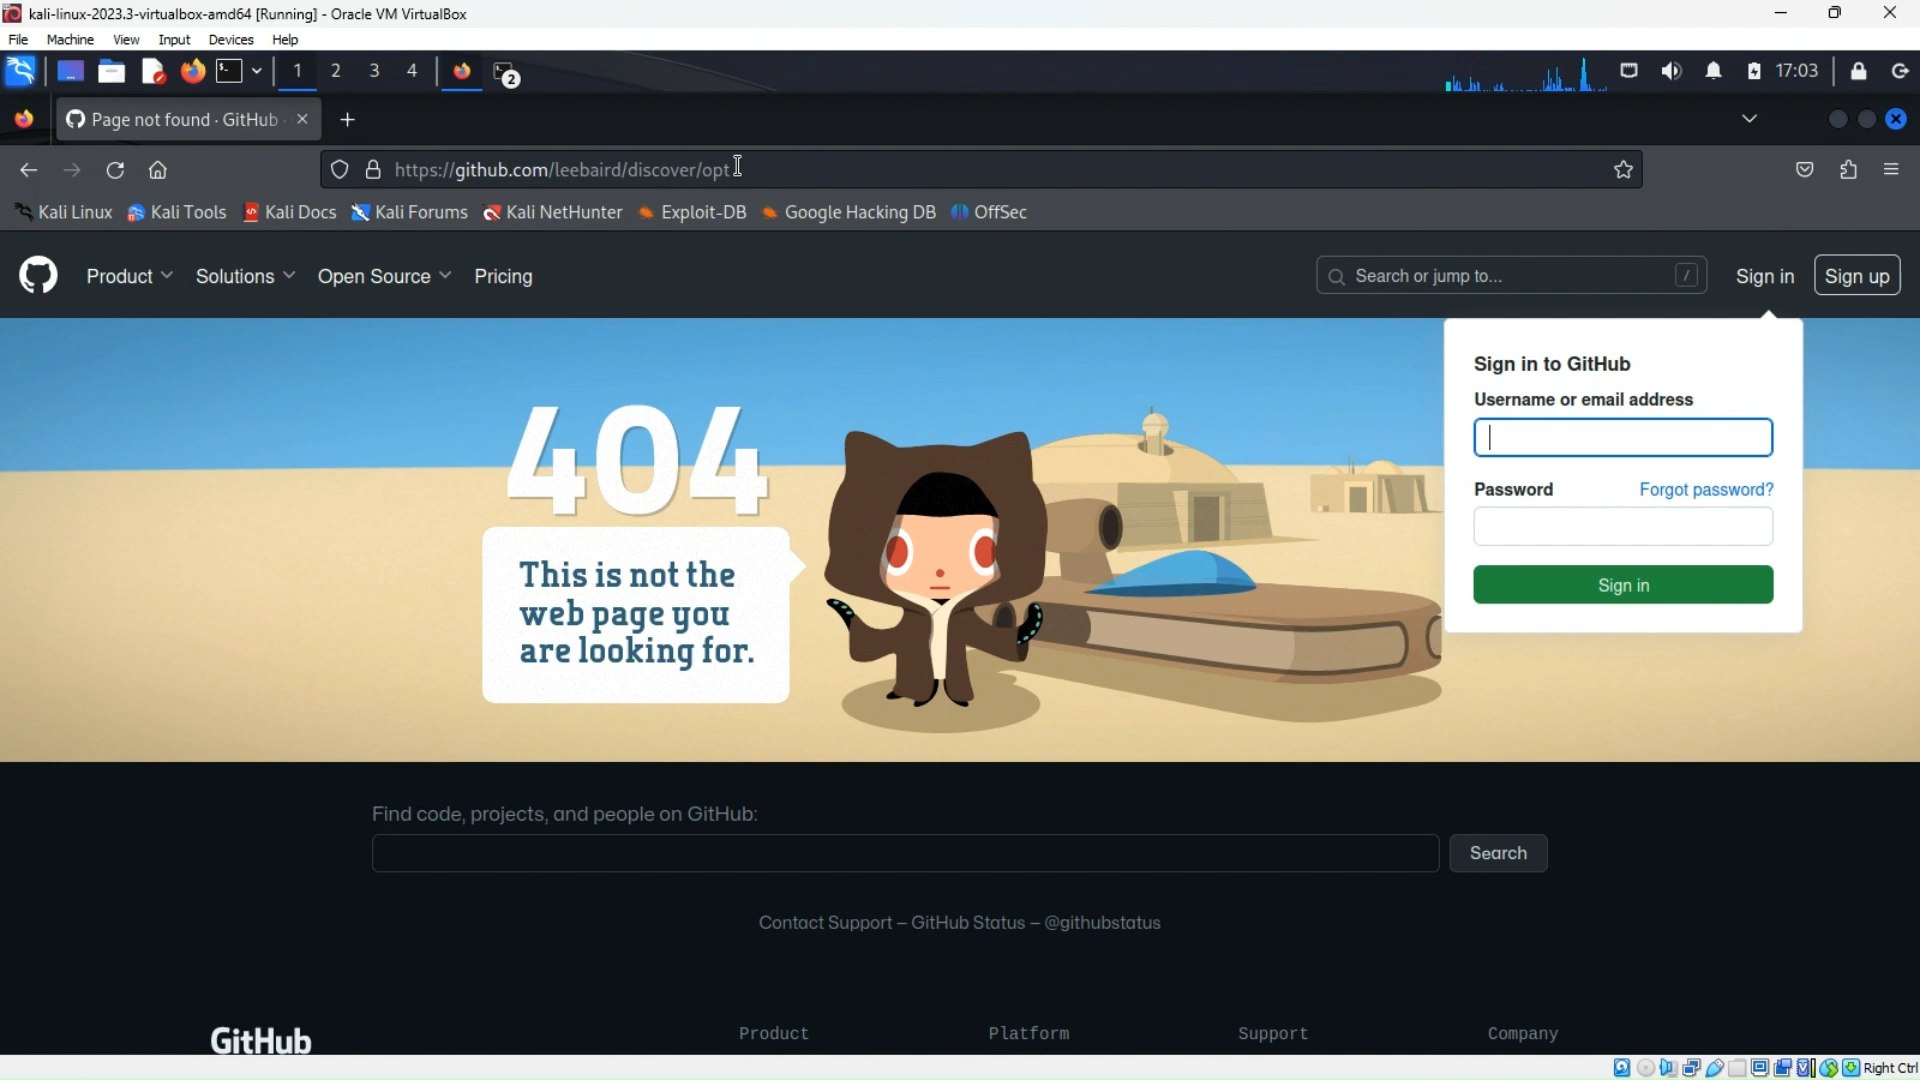 kali-linux-2023.3-virtualbox-amd64 [Running] - Oracle VM VirtualBox
File Machine View Input Devices Help
1 2 3 4 2 17:03
Page not found · GitHub
https://github.com/leebaird/discover/opt
Kali Linux Kali Tools Kali Docs Kali Forums Kali NetHunter Exploit-DB Google Hacking DB OffSec
Product Solutions Open Source Pricing Search or jump to... / Sign in Sign up
Sign in to GitHub
Username or email address
Password Forgot password?
Sign in
404
This is not the
web page you
are looking for.
Find code, projects, and people on GitHub:
Search
Contact Support – GitHub Status – @githubstatus
GitHub Product Platform Support Company
Right Ctrl